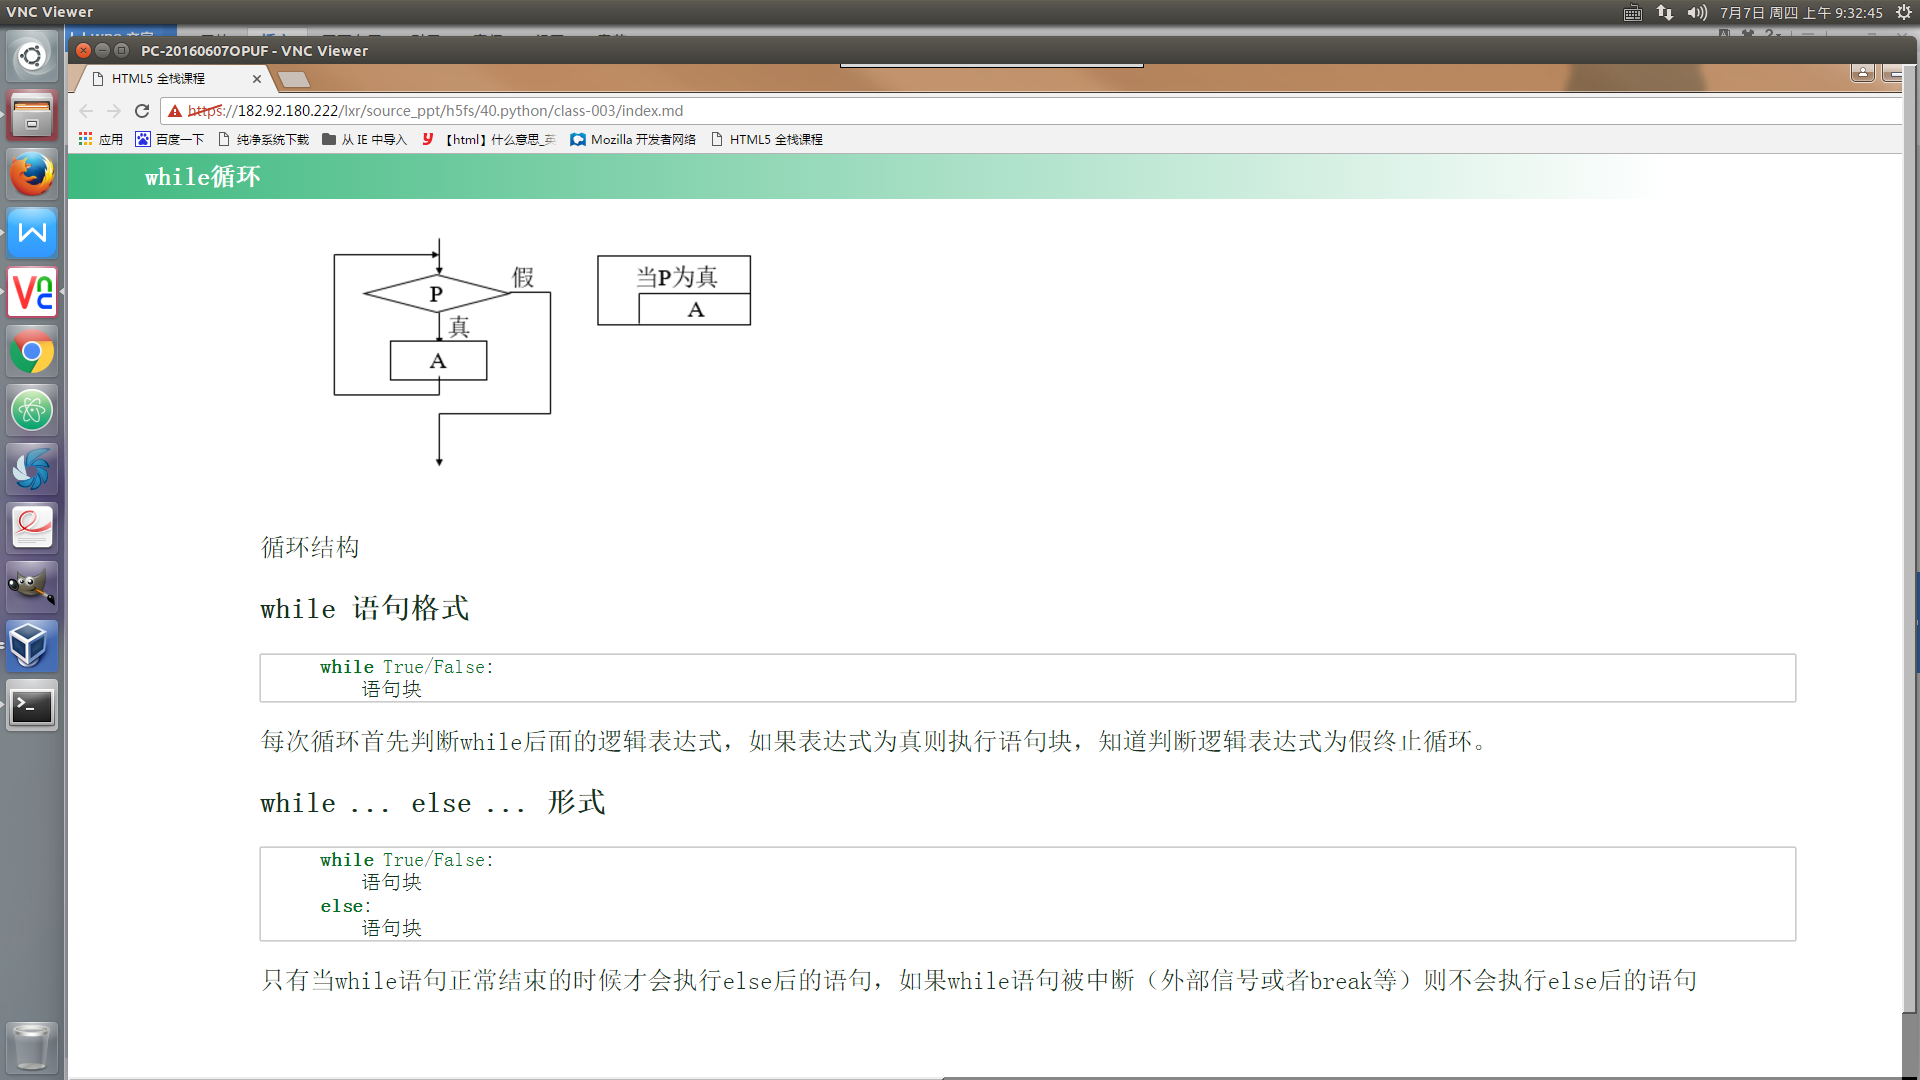 VNC Viewer
7月7日 周四 上午 9:32:45
PC-20160607OPUF - VNC Viewer
HTML5 全栈课程
https://182.92.180.222/lxr/source_ppt/h5fs/40.python/class-003/index.md
应用 百度一下 纯净系统下载 从 IE 中导入 【html】什么意思_英 Mozilla 开发者网络 HTML5 全栈课程
while循环
假
P
真
A
当P为真
A
循环结构
while 语句格式
while True/False:
语句块
每次循环首先判断while后面的逻辑表达式，如果表达式为真则执行语句块，知道判断逻辑表达式为假终止循环。
while ... else ... 形式
while True/False:
语句块
else:
语句块
只有当while语句正常结束的时候才会执行else后的语句，如果while语句被中断（外部信号或者break等）则不会执行else后的语句